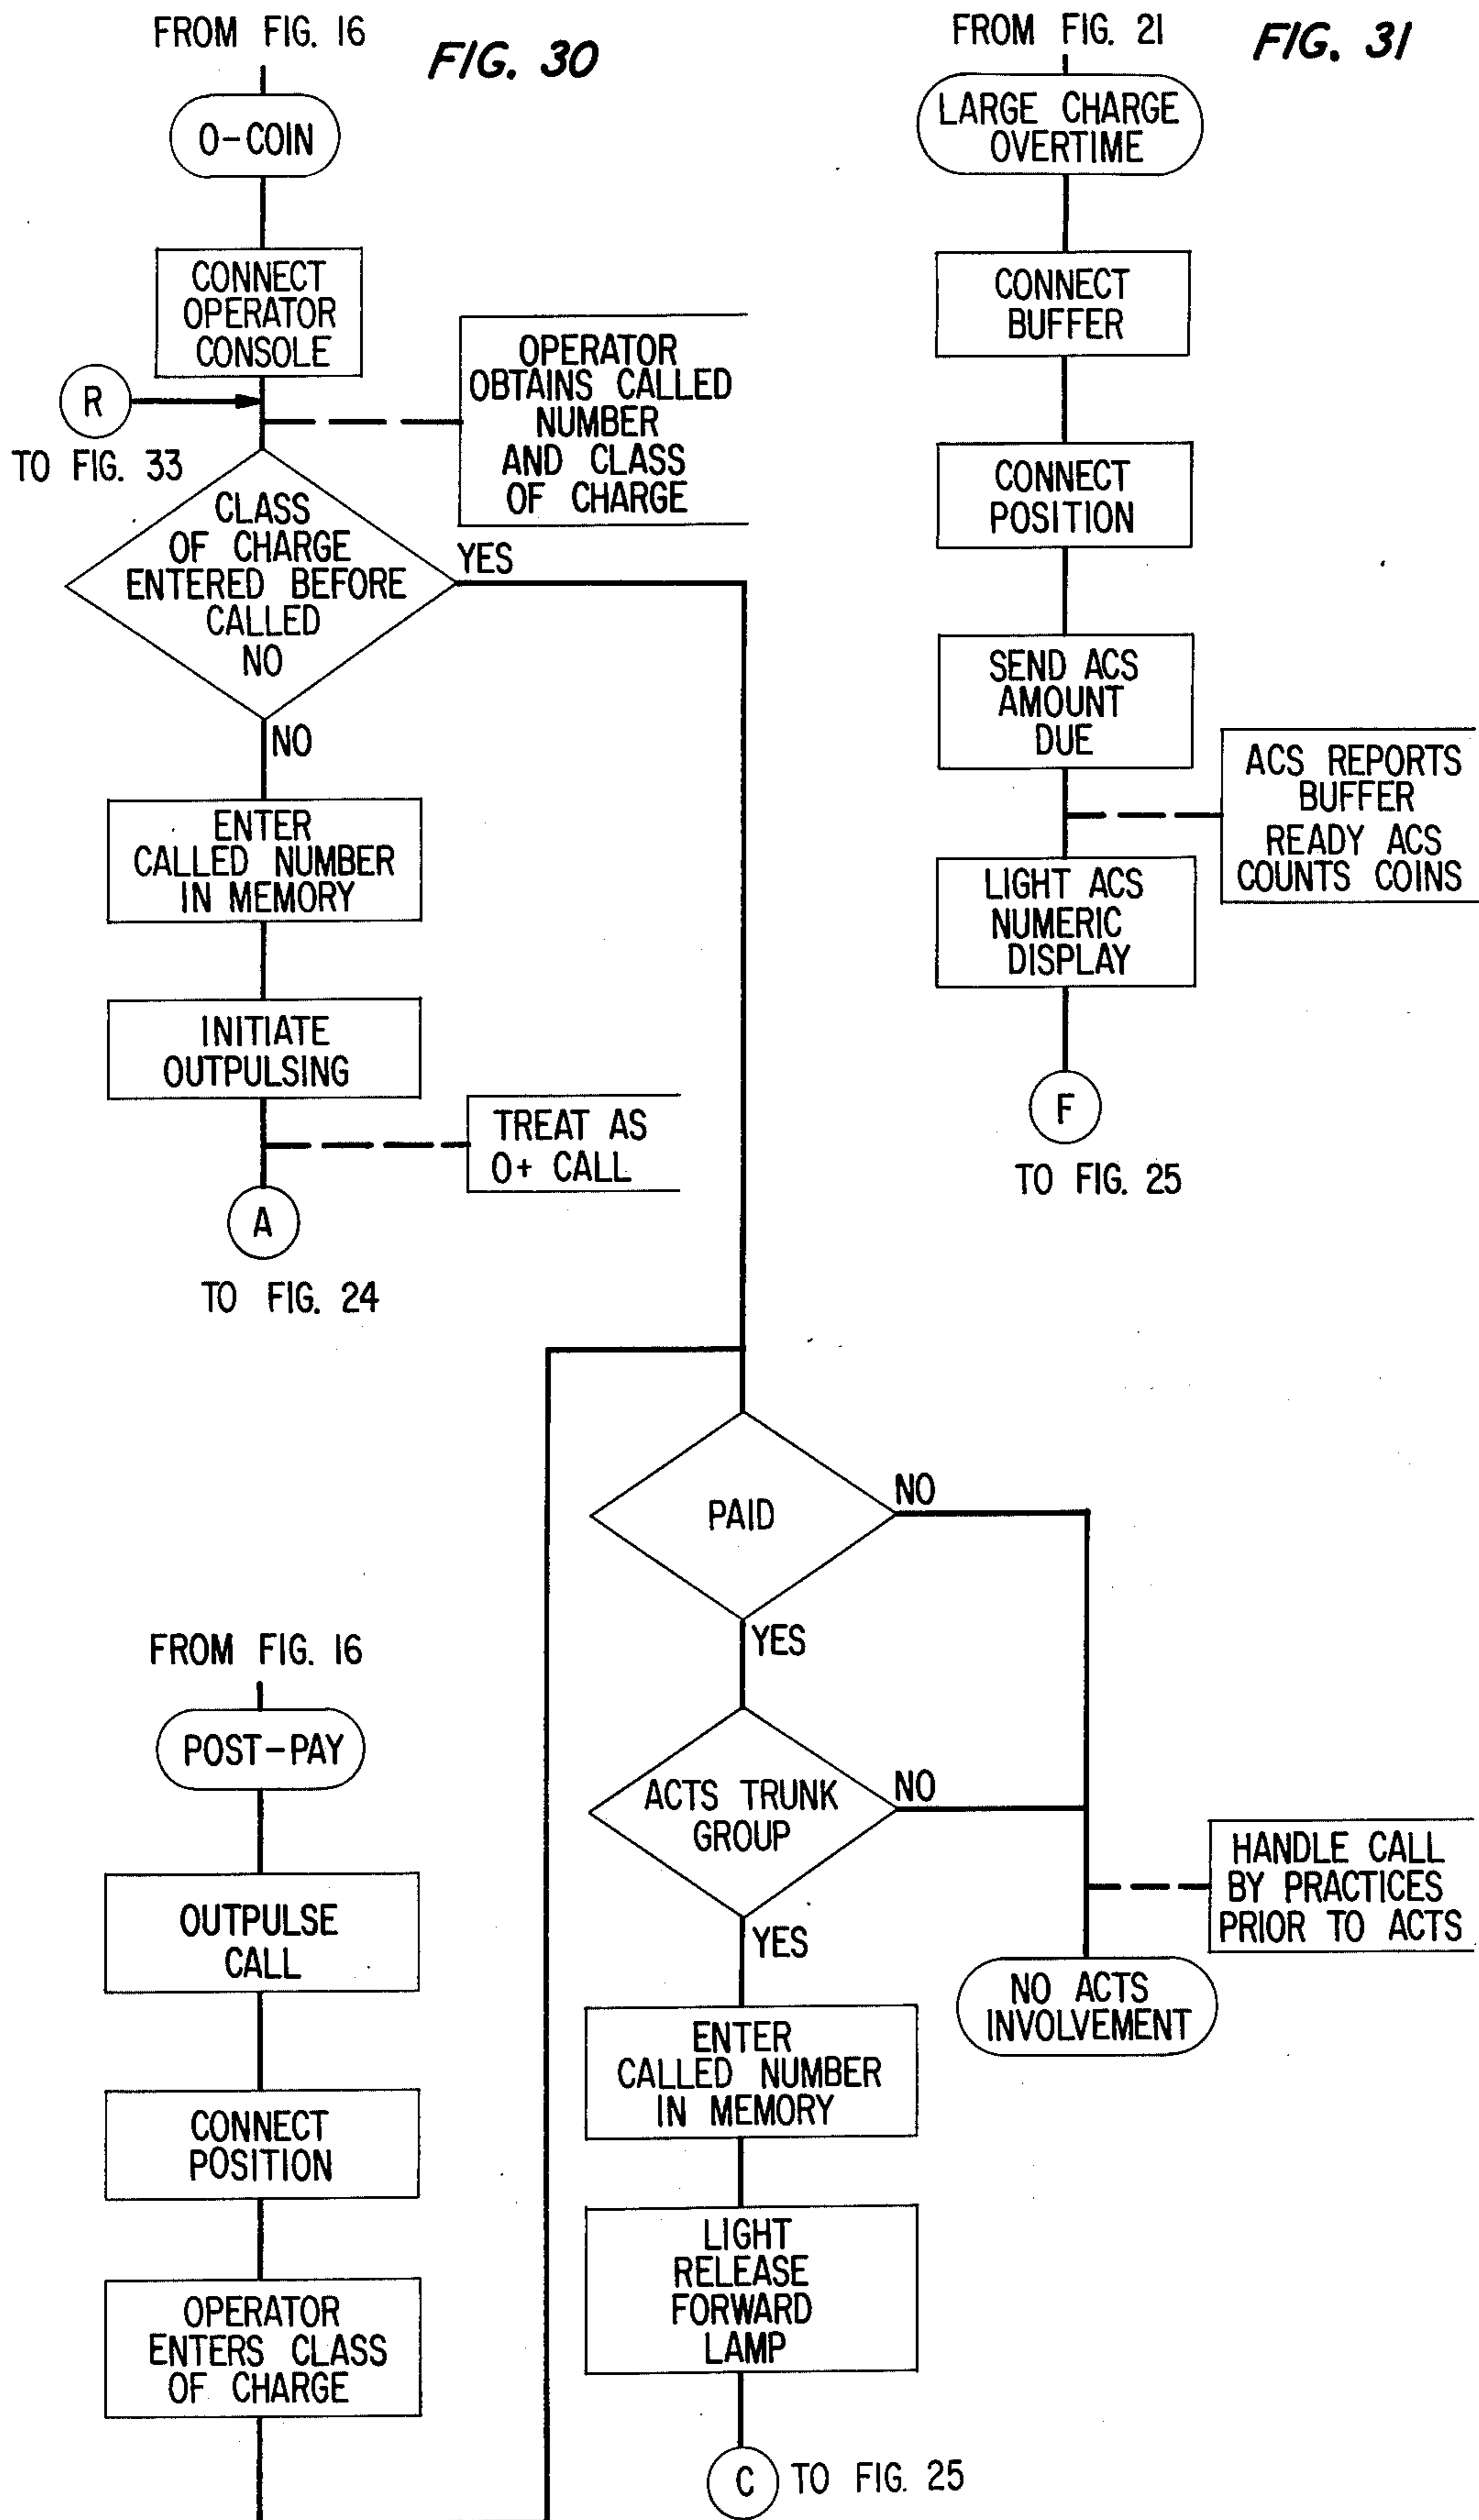 FROM FIG. 16
FIG. 30
0-COIN
CONNECT
OPERATOR
CONSOLE
R
TO FIG. 33
OPERATOR
OBTAINS CALLED
NUMBER
AND CLASS
OF CHARGE
CLASS
OF CHARGE
ENTERED BEFORE
CALLED
NO
YES
NO
ENTER
CALLED NUMBER
IN MEMORY
INITIATE
OUTPULSING
TREAT AS
0+ CALL
A
TO FIG. 24
FROM FIG. 21
FIG. 31
LARGE CHARGE
OVERTIME
CONNECT
BUFFER
CONNECT
POSITION
SEND ACS
AMOUNT
DUE
ACS REPORTS
BUFFER
READY ACS
COUNTS COINS
LIGHT ACS
NUMERIC
DISPLAY
F
TO FIG. 25
FROM FIG. 16
POST-PAY
OUTPULSE
CALL
CONNECT
POSITION
OPERATOR
ENTERS CLASS
OF CHARGE
PAID
NO
YES
ACTS TRUNK
GROUP
NO
YES
HANDLE CALL
BY PRACTICES
PRIOR TO ACTS
NO ACTS
INVOLVEMENT
ENTER
CALLED NUMBER
IN MEMORY
LIGHT
RELEASE
FORWARD
LAMP
C
TO FIG. 25